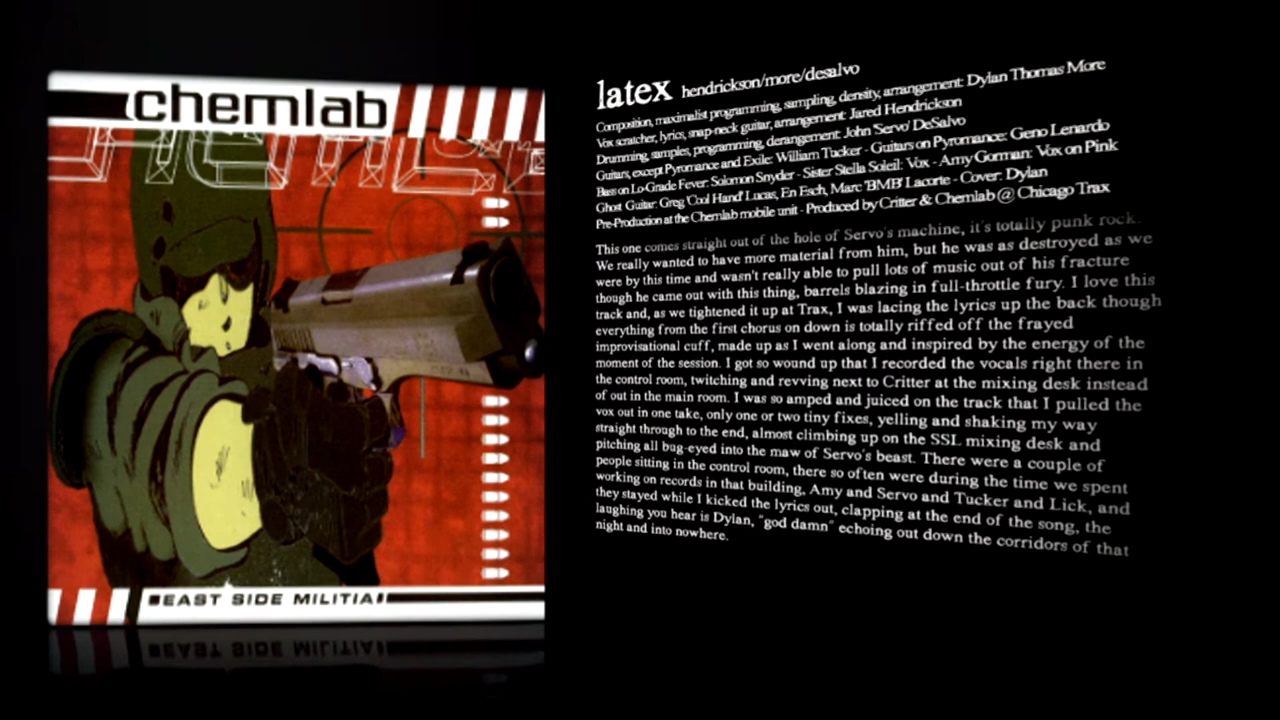 chemlab
EAST SIDE MILITIA
latex hendrickson/more/desalvo
Composition, maximalist programming, sampling, density, arrangement: Dylan Thomas More
Vox scratcher, lyrics, snap-neck guitar, arrangement: Jared Hendrickson
Drumming, samples, programming, derangement: John 'Servo' DeSalvo
Guitars, except Pyromance and Exile: William Tucker - Guitars on Pyromance: Geno Lenardo
Bass on Lo-Grade Fever: Solomon Snyder - Sister Stella Soleil: Vox - Amy Gorman: Vox on Pink
Ghost Guitar: Greg 'Cool Hand' Lucas, En Esch, Marc 'BMB' Lacorte - Cover: Dylan
Pre-Production at the Chemlab mobile unit - Produced by Critter & Chemlab @ Chicago Trax
This one comes straight out of the hole of Servo's machine, it's totally punk rock.
We really wanted to have more material from him, but he was as destroyed as we
were by this time and wasn't really able to pull lots of music out of his fracture
though he came out with this thing, barrels blazing in full-throttle fury. I love this
track and, as we tightened it up at Trax, I was lacing the lyrics up the back though
everything from the first chorus on down is totally riffed off the frayed
improvisational cuff, made up as I went along and inspired by the energy of the
moment of the session. I got so wound up that I recorded the vocals right there in
the control room, twitching and revving next to Critter at the mixing desk instead
of out in the main room. I was so amped and juiced on the track that I pulled the
vox out in one take, only one or two tiny fixes, yelling and shaking my way
straight through to the end, almost climbing up on the SSL mixing desk and
pitching all bug-eyed into the maw of Servo's beast. There were a couple of
people sitting in the control room, there so often were during the time we spent
working on records in that building, Amy and Servo and Tucker and Lick, and
they stayed while I kicked the lyrics out, clapping at the end of the song, the
laughing you hear is Dylan, "god damn" echoing out down the corridors of that
night and into nowhere.